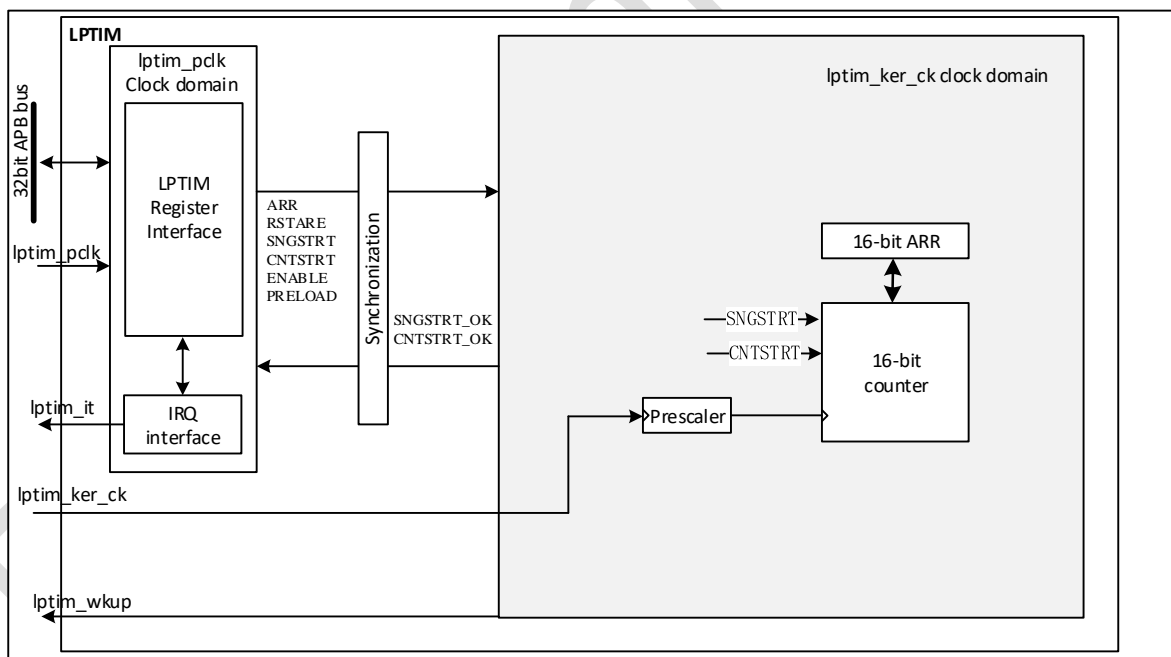 LPTIM
lptim_pclk
Clock domain
32bit APB bus
LPTIM
Register
Interface
lptim_pclk
IRQ
interface
lptim_it
lptim_ker_ck
lptim_wkup
ARR
RSTARE
SNGSTRT
CNTSTRT
ENABLE
PRELOAD
Synchronization
SNGSTRT_OK
CNTSTRT_OK
lptim_ker_ck clock domain
16-bit ARR
SNGSTRT
CNTSTRT
16-bit
counter
Prescaler